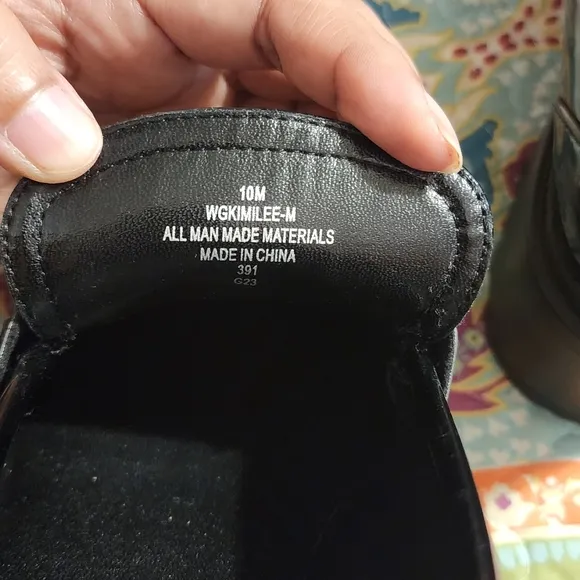 10M
WGKIMILEE-M
ALL MAN MADE MATERIALS
MADE IN CHINA
391
G23